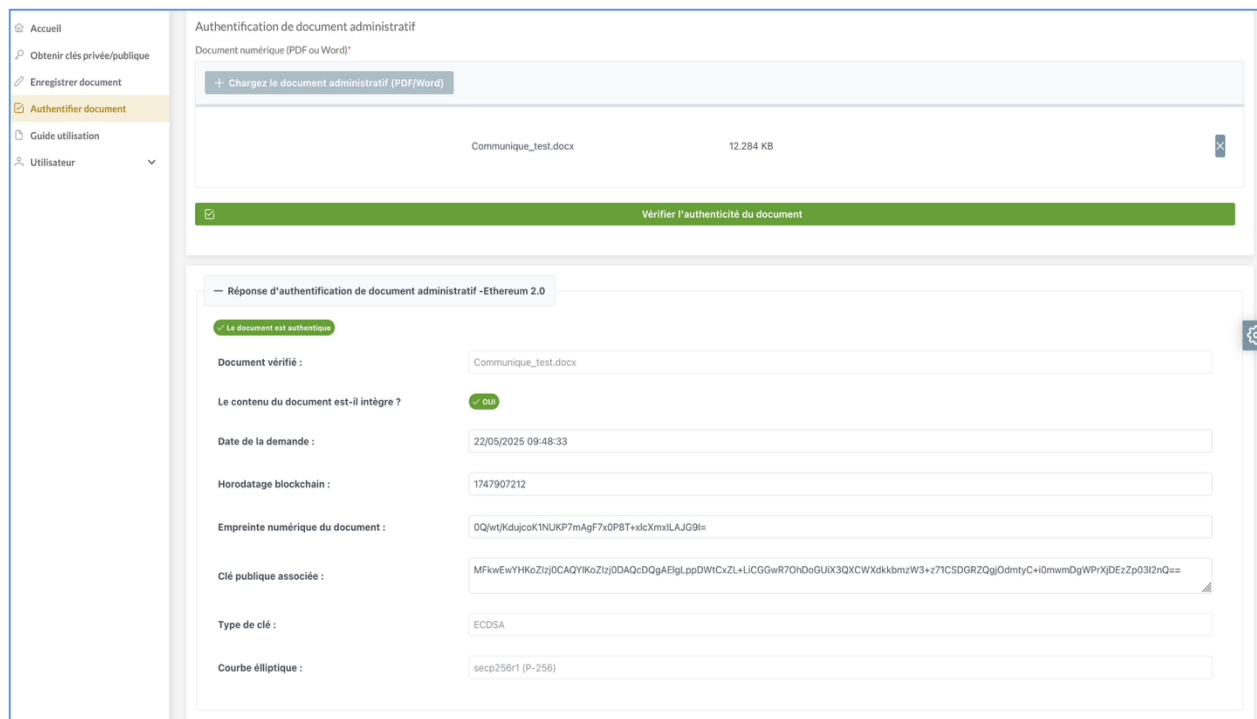 Accueil
Obtenir clés privée/publique
Enregistrer document
Authentifier document
Guide utilisation
Utilisateur
Authentification de document administratif
Document numérique (PDF ou Word)*
+ Chargez le document administratif (PDF/Word)
Communique_test.docx 12.284 KB
Vérifier l'authenticité du document
— Réponse d'authentification de document administratif -Ethereum 2.0
Le document est authentique
Document vérifié : Communique_test.docx
Le contenu du document est-il intègre ? OUI
Date de la demande : 22/05/2025 09:48:33
Horodatage blockchain : 1747907212
Empreinte numérique du document : 0Q/wt/KdujcoK1NUKP7mAgF7x0P8T+xIcXmxILAJG9I=
Clé publique associée : MFkwEwYHKoZIzj0CAQYIKoZIzj0DAQcDQgAEIgLppDWtCxZL+LiCGGwR7OhDoGUiX3QXCWXdkkbmzW3+z71CSDGRZQgjOdmtyC+i0mwmDgWPrXjDEzZp03I2nQ==
Type de clé : ECDSA
Courbe élliptique : secp256r1 (P-256)